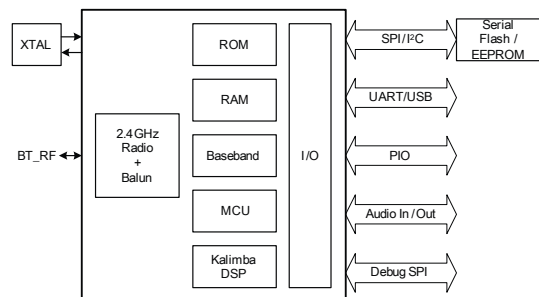 XTAL
BT_RF
2.4GHz
Radio
+
Balun
ROM
RAM
Baseband
MCU
Kalimba
DSP
I/O
SPI/I²C
UART/USB
PIO
Audio In/Out
Debug SPI
Serial
Flash /
EEPROM